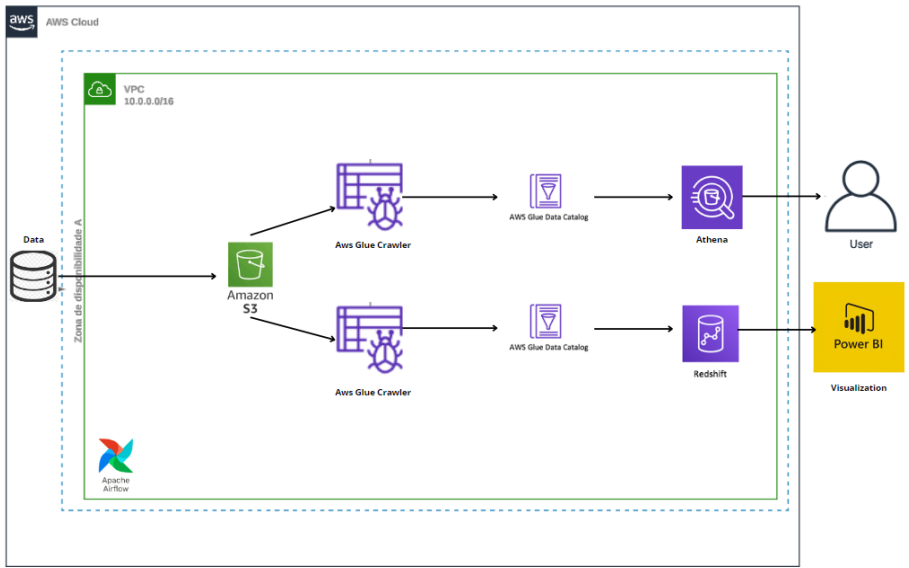 aws
AWS Cloud
VPC
10.0.0.0/16
Zona de disponibilidade A
Data
Amazon
S3
Aws Glue Crawler
AWS Glue Data Catalog
Athena
User
Aws Glue Crawler
AWS Glue Data Catalog
Redshift
Power BI
Visualization
Apache
Airflow